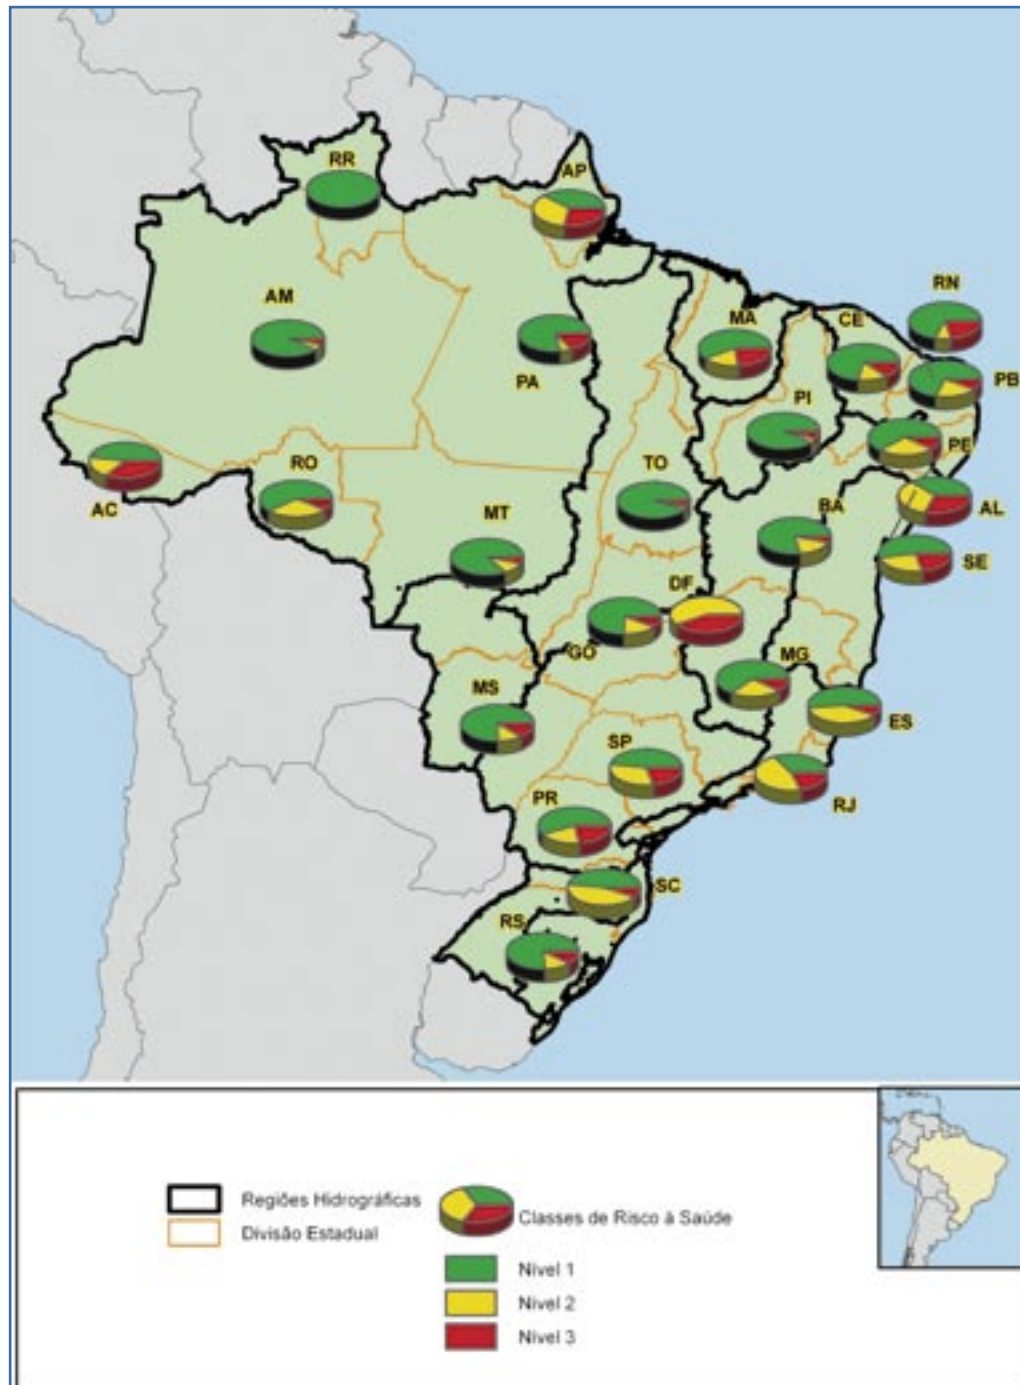 RR
AP
AM
RN
MA
CE
PA
PB
PI
PE
RO
TO
AC
MT
BA
AL
SE
DF
GO
MG
MS
ES
SP
RJ
PR
SC
RS
Regiões Hidrográficas
Divisão Estadual
Classes de Risco à Saúde
Nível 1
Nível 2
Nível 3